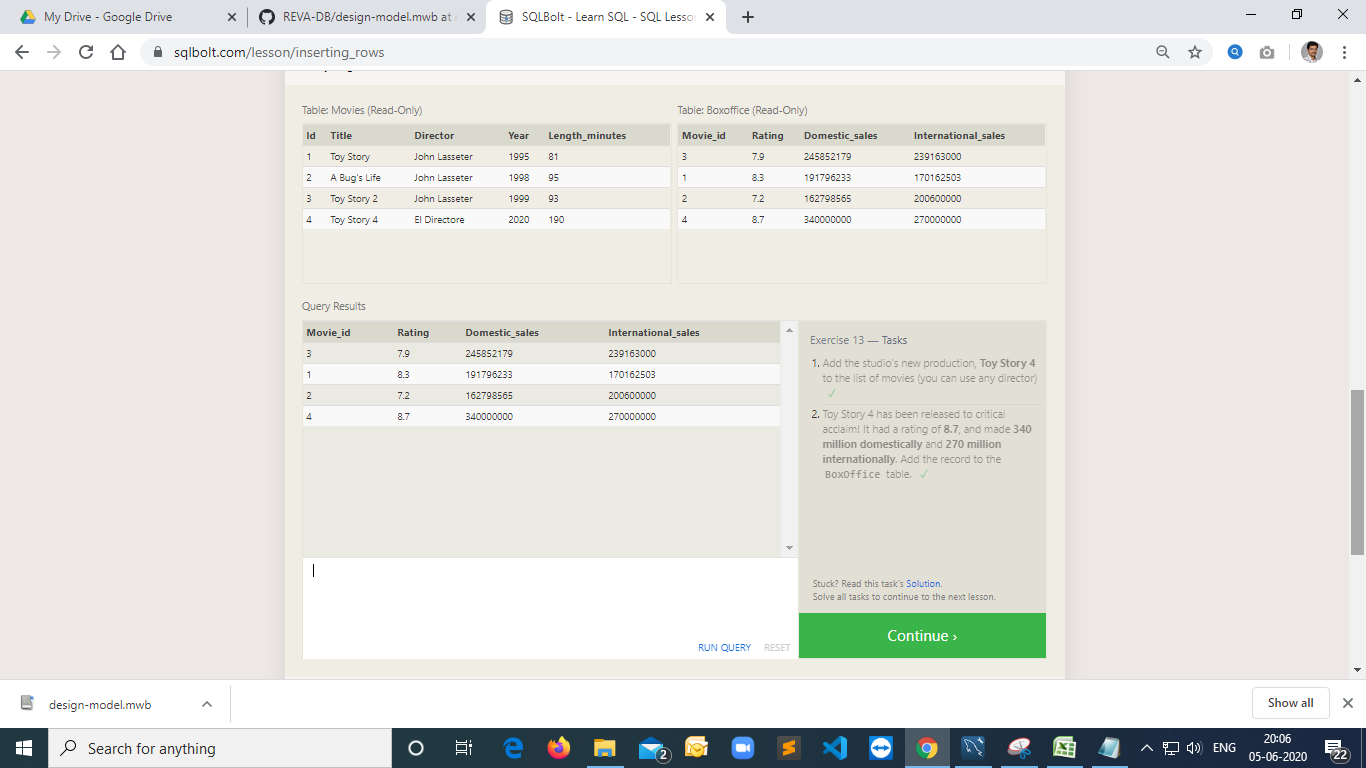 My Drive - Google Drive
REVA-DB/design-model.mwb at
SQLBolt - Learn SQL - SQL Lesso
sqlbolt.com/lesson/inserting_rows
Table: Movies (Read-Only)
Id Title Director Year Length_minutes
1 Toy Story John Lasseter 1995 81
2 A Bug's Life John Lasseter 1998 95
3 Toy Story 2 John Lasseter 1999 93
4 Toy Story 4 El Directore 2020 190
Table: Boxoffice (Read-Only)
Movie_id Rating Domestic_sales International_sales
3 7.9 245852179 239163000
1 8.3 191796233 170162503
2 7.2 162798565 200600000
4 8.7 340000000 270000000
Query Results
Movie_id Rating Domestic_sales International_sales
3 7.9 245852179 239163000
1 8.3 191796233 170162503
2 7.2 162798565 200600000
4 8.7 340000000 270000000
Exercise 13 — Tasks
1. Add the studio's new production, Toy Story 4
to the list of movies (you can use any director)
✓
2. Toy Story 4 has been released to critical
acclaim! It had a rating of 8.7, and made 340
million domestically and 270 million
internationally. Add the record to the
BoxOffice table. ✓
Stuck? Read this task's Solution.
Solve all tasks to continue to the next lesson.
RUN QUERY RESET
Continue ›
design-model.mwb
Show all
Search for anything
2
ENG
20:06
05-06-2020
22